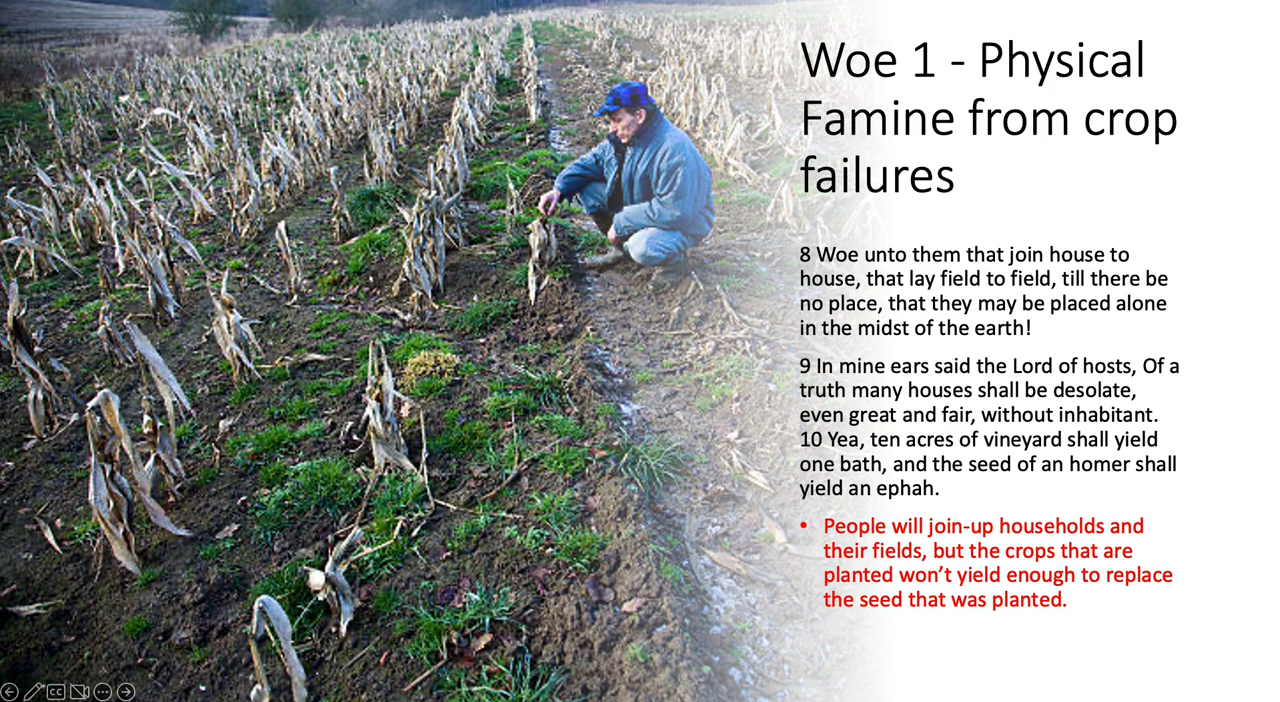 Woe 1 - Physical
Famine from crop
failures
8 Woe unto them that join house to
house, that lay field to field, till there be
no place, that they may be placed alone
in the midst of the earth!
9 In mine ears said the Lord of hosts, Of a
truth many houses shall be desolate,
even great and fair, without inhabitant.
10 Yea, ten acres of vineyard shall yield
one bath, and the seed of an homer shall
yield an ephah.
• People will join-up households and
their fields, but the crops that are
planted won’t yield enough to replace
the seed that was planted.
CC